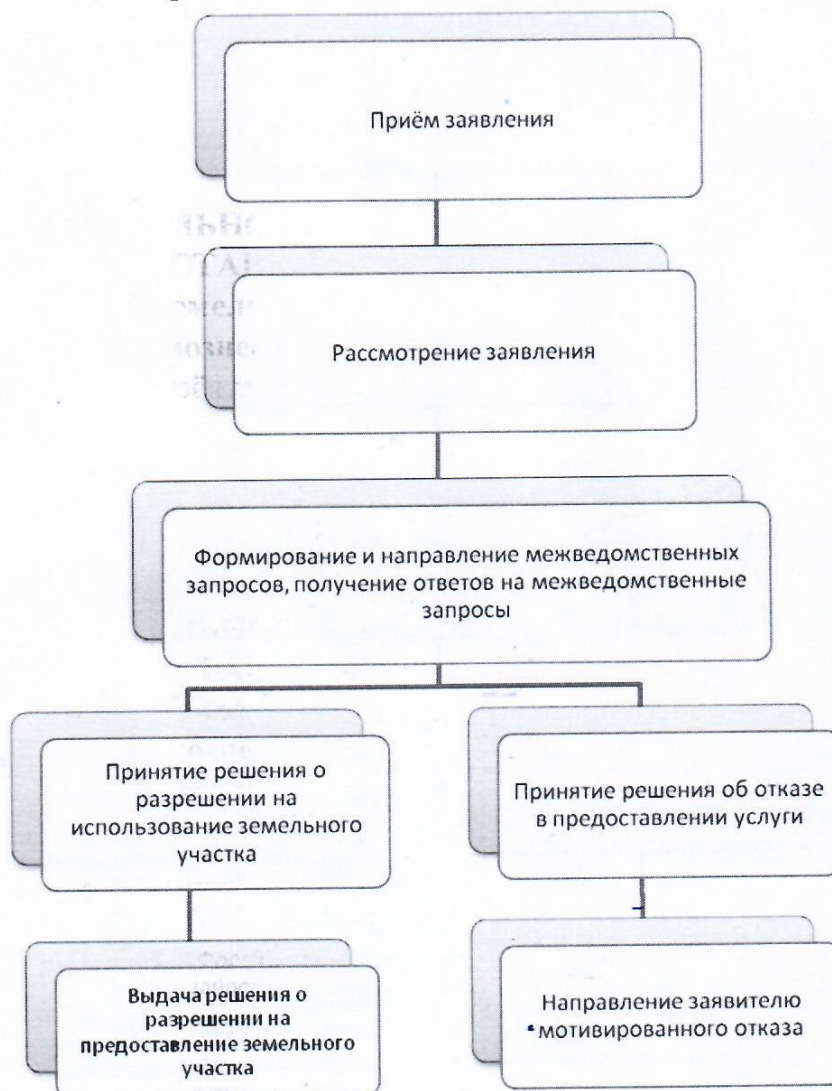 Приём заявления
Рассмотрение заявления
Формирование и направление межведомственных
запросов, получение ответов на межведомственные
запросы
Принятие решения о
разрешении на
использование земельного
участка
Принятие решения об отказе
в предоставлении услуги
Выдача решения о
разрешении на
предоставление земельного
участка
Направление заявителю
мотивированного отказа